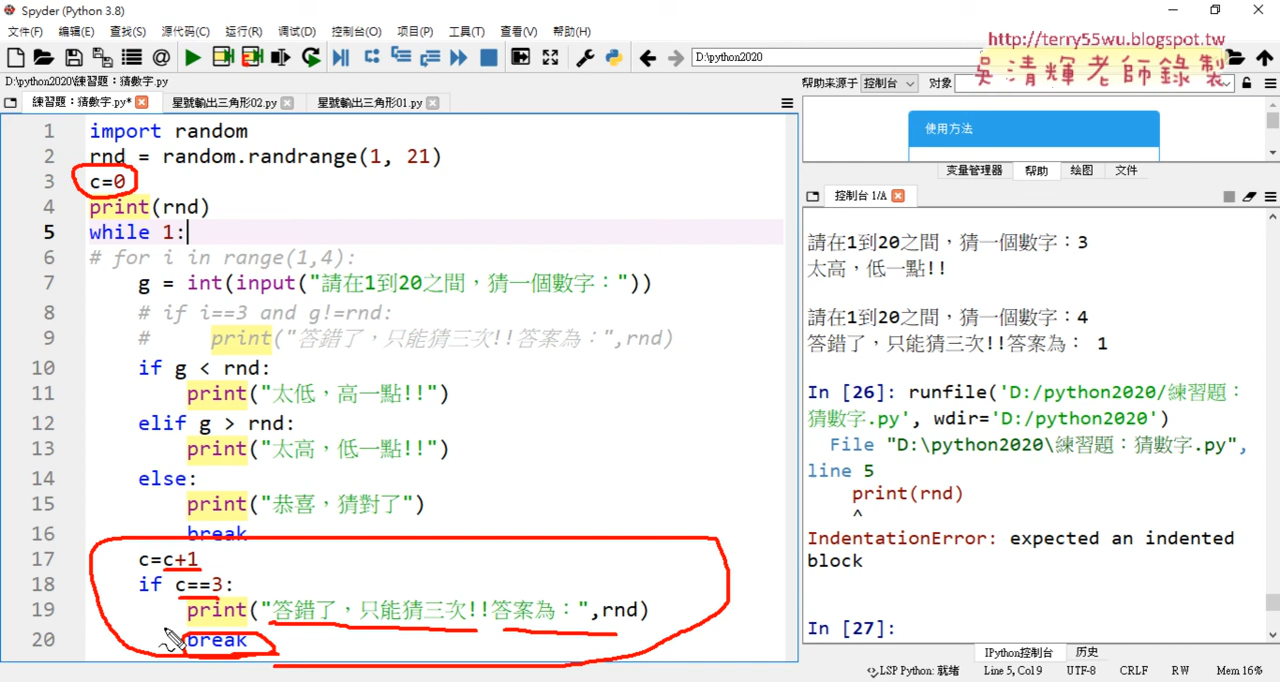 Spyder (Python 3.8)
文件(F) 编辑(E) 查找(S) 源代码(C) 运行(R) 调试(D) 控制台(O) 项目(P) 工具(T) 查看(V) 帮助(H)
D:\python2020
http://terry55wu.blogspot.tw
吳清輝老師錄製
D:\python2020\練習題：猜數字.py
帮助来源于 控制台 对象
練習題：猜數字.py* 星號輸出三角形02.py 星號輸出三角形01.py
1 import random
2 rnd = random.randrange(1, 21)
3 c=0
4 print(rnd)
5 while 1:
6 # for i in range(1,4):
7 g = int(input("請在1到20之間，猜一個數字："))
8 # if i==3 and g!=rnd:
9 # print("答錯了，只能猜三次!!答案為：",rnd)
10 if g < rnd:
11 print("太低，高一點!!")
12 elif g > rnd:
13 print("太高，低一點!!")
14 else:
15 print("恭喜，猜對了")
16 break
17 c=c+1
18 if c==3:
19 print("答錯了，只能猜三次!!答案為：",rnd)
20 break
使用方法
变量管理器 帮助 绘图 文件
控制台 1/A
請在1到20之間，猜一個數字：3
太高，低一點!!
請在1到20之間，猜一個數字：4
答錯了，只能猜三次!!答案為： 1
In [26]: runfile('D:/python2020/練習題：
猜數字.py', wdir='D:/python2020')
File "D:\python2020\練習題：猜數字.py",
line 5
print(rnd)
^
IndentationError: expected an indented
block
In [27]:
IPython控制台 历史
LSP Python: 就绪 Line 5, Col 9 UTF-8 CRLF RW Mem 16%